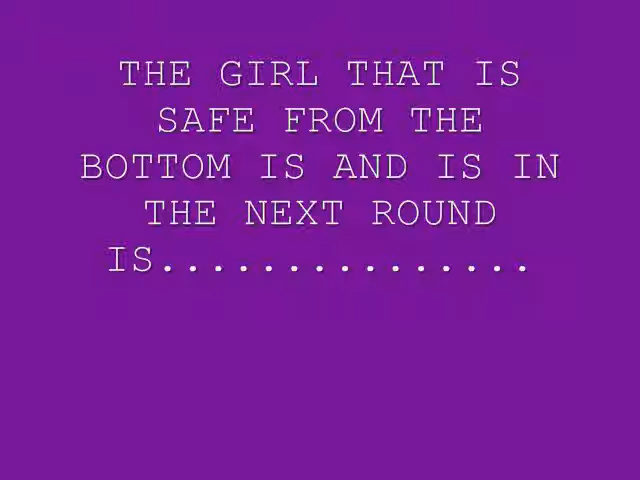 THE GIRL THAT IS
SAFE FROM THE
BOTTOM IS AND IS IN
THE NEXT ROUND
IS...............